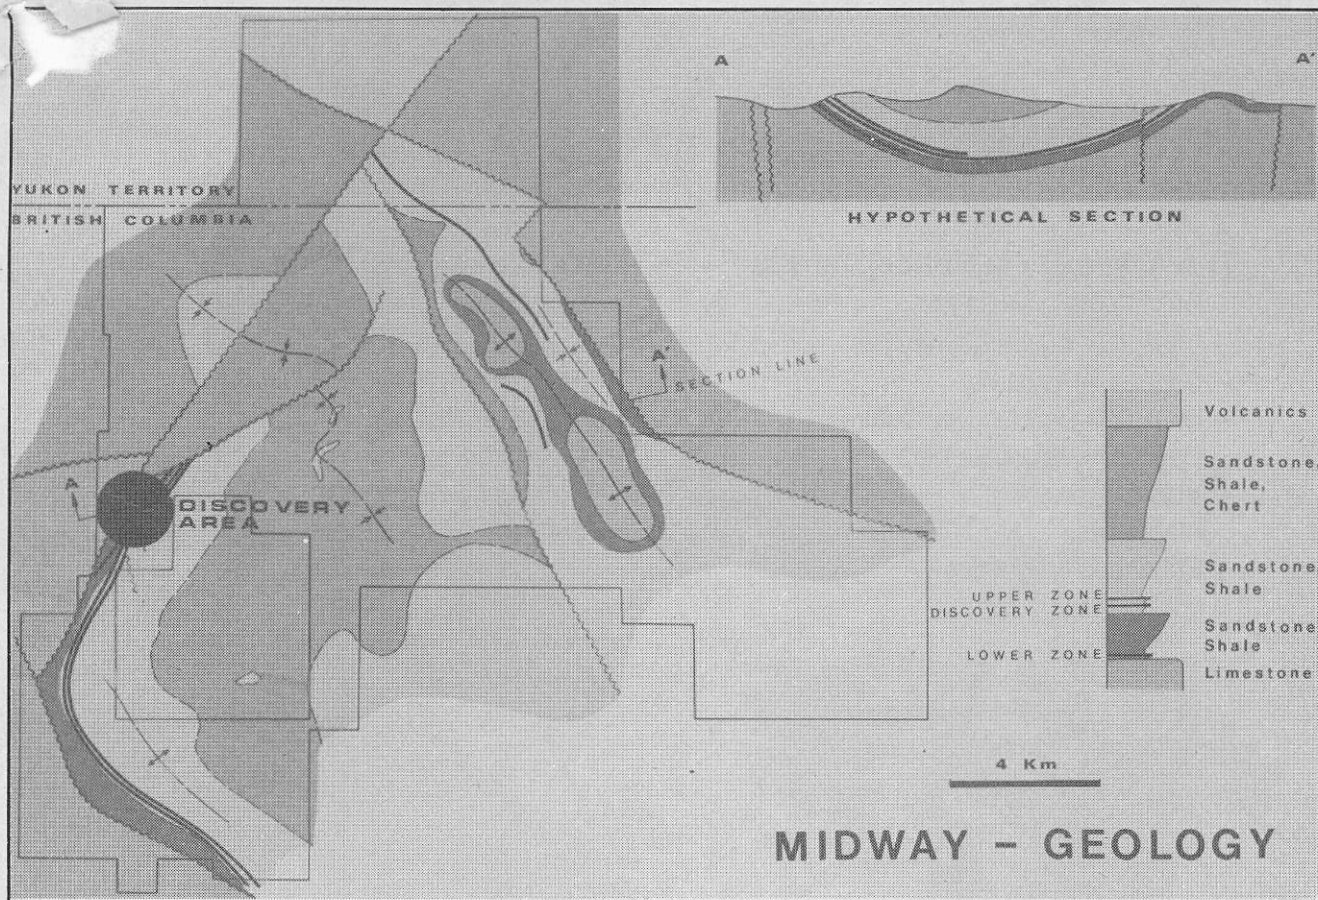 A
A'
YUKON TERRITORY
BRITISH COLUMBIA
HYPOTHETICAL SECTION
A'
SECTION LINE
A
DISCOVERY
AREA
Volcanics
Sandstone,
Shale,
Chert
Sandstone
Shale
UPPER ZONE
DISCOVERY ZONE
Sandstone
Shale
LOWER ZONE
Limestone
4 Km
MIDWAY – GEOLOGY